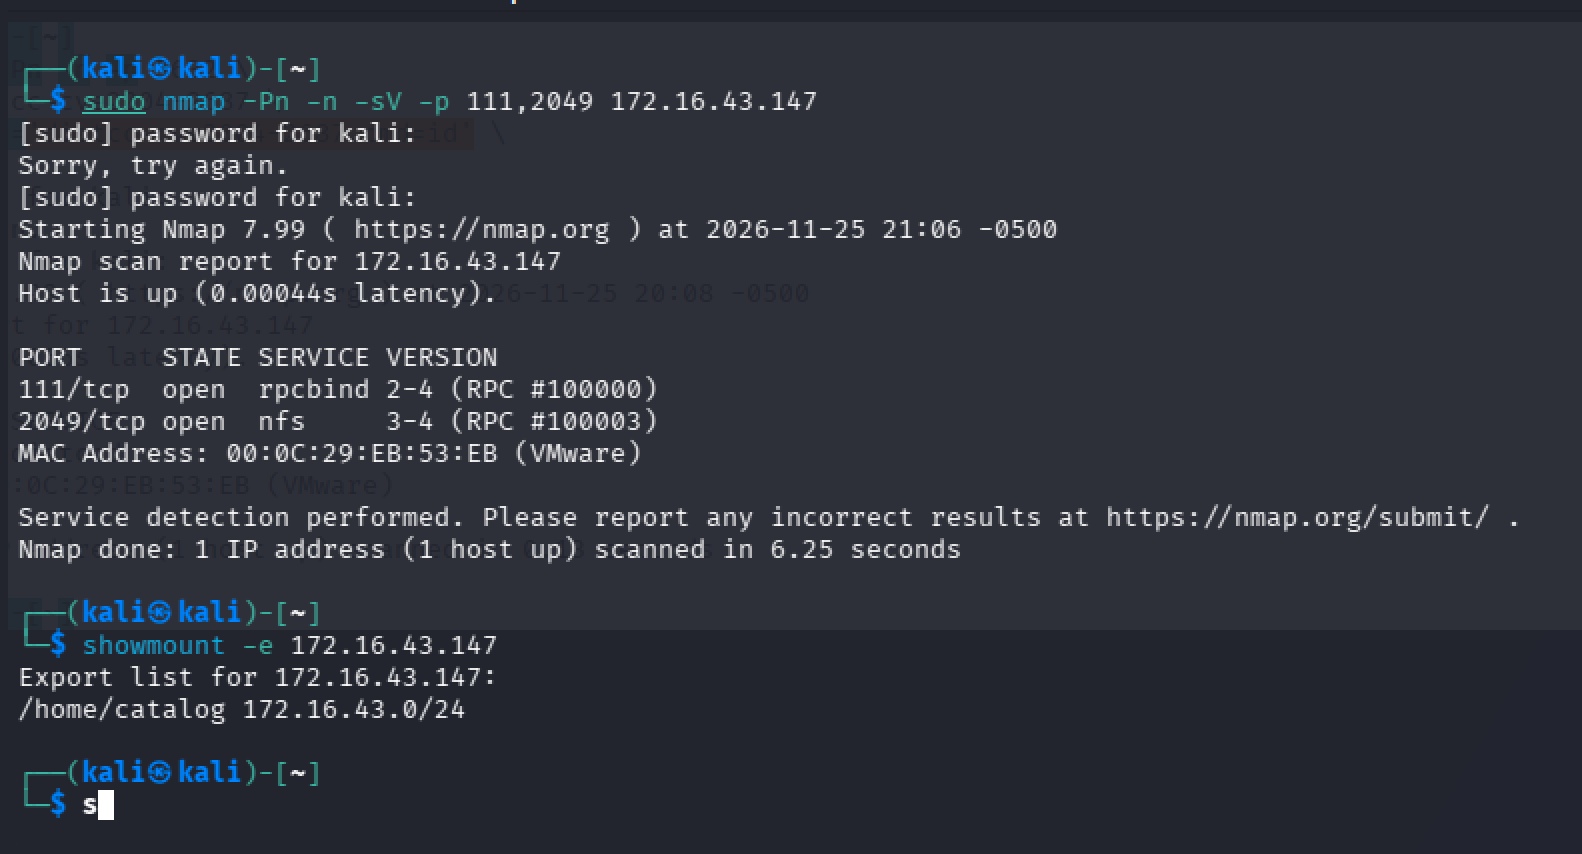 ┌──(kali㉿kali)-[~]
└─$ sudo nmap -Pn -n -sV -p 111,2049 172.16.43.147
[sudo] password for kali:
Sorry, try again.
[sudo] password for kali:
Starting Nmap 7.99 ( https://nmap.org ) at 2026-11-25 21:06 -0500
Nmap scan report for 172.16.43.147
Host is up (0.00044s latency).
PORT     STATE SERVICE VERSION
111/tcp  open  rpcbind 2-4 (RPC #100000)
2049/tcp open  nfs     3-4 (RPC #100003)
MAC Address: 00:0C:29:EB:53:EB (VMware)
Service detection performed. Please report any incorrect results at https://nmap.org/submit/ .
Nmap done: 1 IP address (1 host up) scanned in 6.25 seconds
┌──(kali㉿kali)-[~]
└─$ showmount -e 172.16.43.147
Export list for 172.16.43.147:
/home/catalog 172.16.43.0/24
┌──(kali㉿kali)-[~]
└─$ s